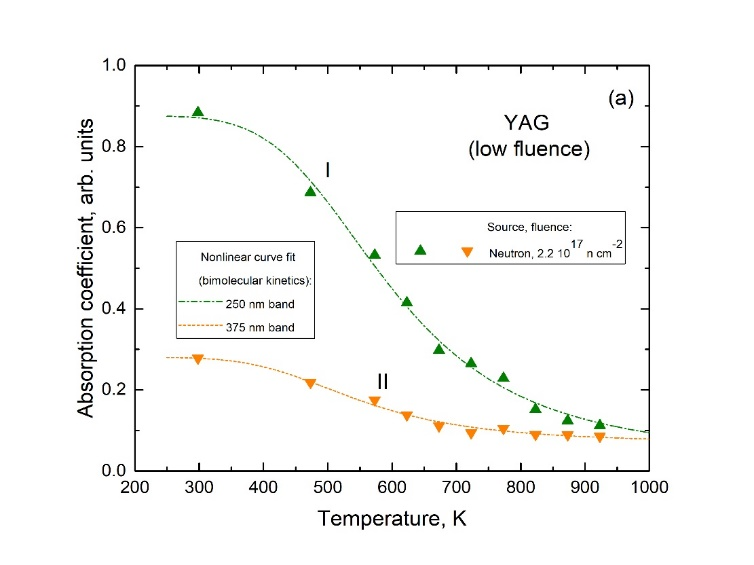 (a)
YAG
(low fluence)
I
Source, fluence:
Neutron, 2.2 10^17 n cm^-2
Nonlinear curve fit
(bimolecular kinetics):
250 nm band
375 nm band
II
Absorption coefficient, arb. units
1.0
0.8
0.6
0.4
0.2
0.0
200 300 400 500 600 700 800 900 1000
Temperature, K